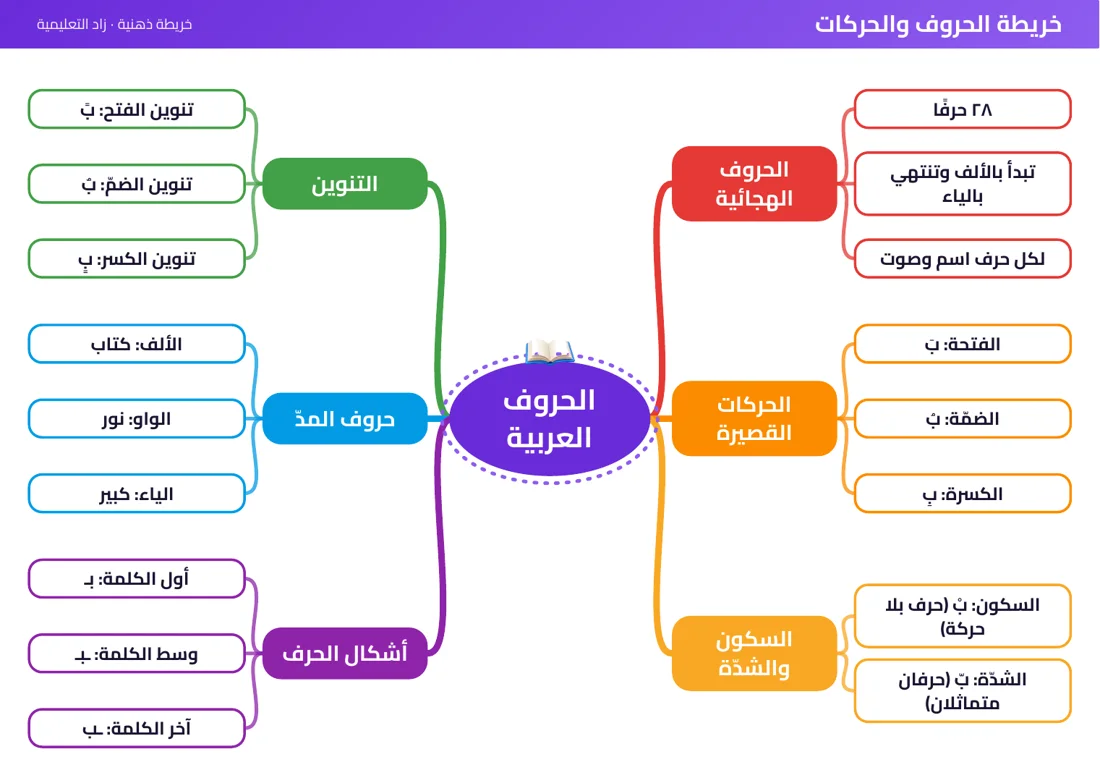 خريطة الحروف والحركات
خريطة ذهنية · زاد التعليمية
الحروف
العربية
الحروف
الهجائية
٢٨ حرفًا
تبدأ بالألف وتنتهي
بالياء
لكل حرف اسم وصوت
الحركات
القصيرة
الفتحة: بَ
الضمّة: بُ
الكسرة: بِ
السكون
والشدّة
السكون: بْ (حرف بلا
حركة)
الشدّة: بّ (حرفان
متماثلان)
التنوين
تنوين الفتح: بً
تنوين الضمّ: بٌ
تنوين الكسر: بٍ
حروف المدّ
الألف: كتاب
الواو: نور
الياء: كبير
أشكال الحرف
أول الكلمة: بـ
وسط الكلمة: ـبـ
آخر الكلمة: ـب